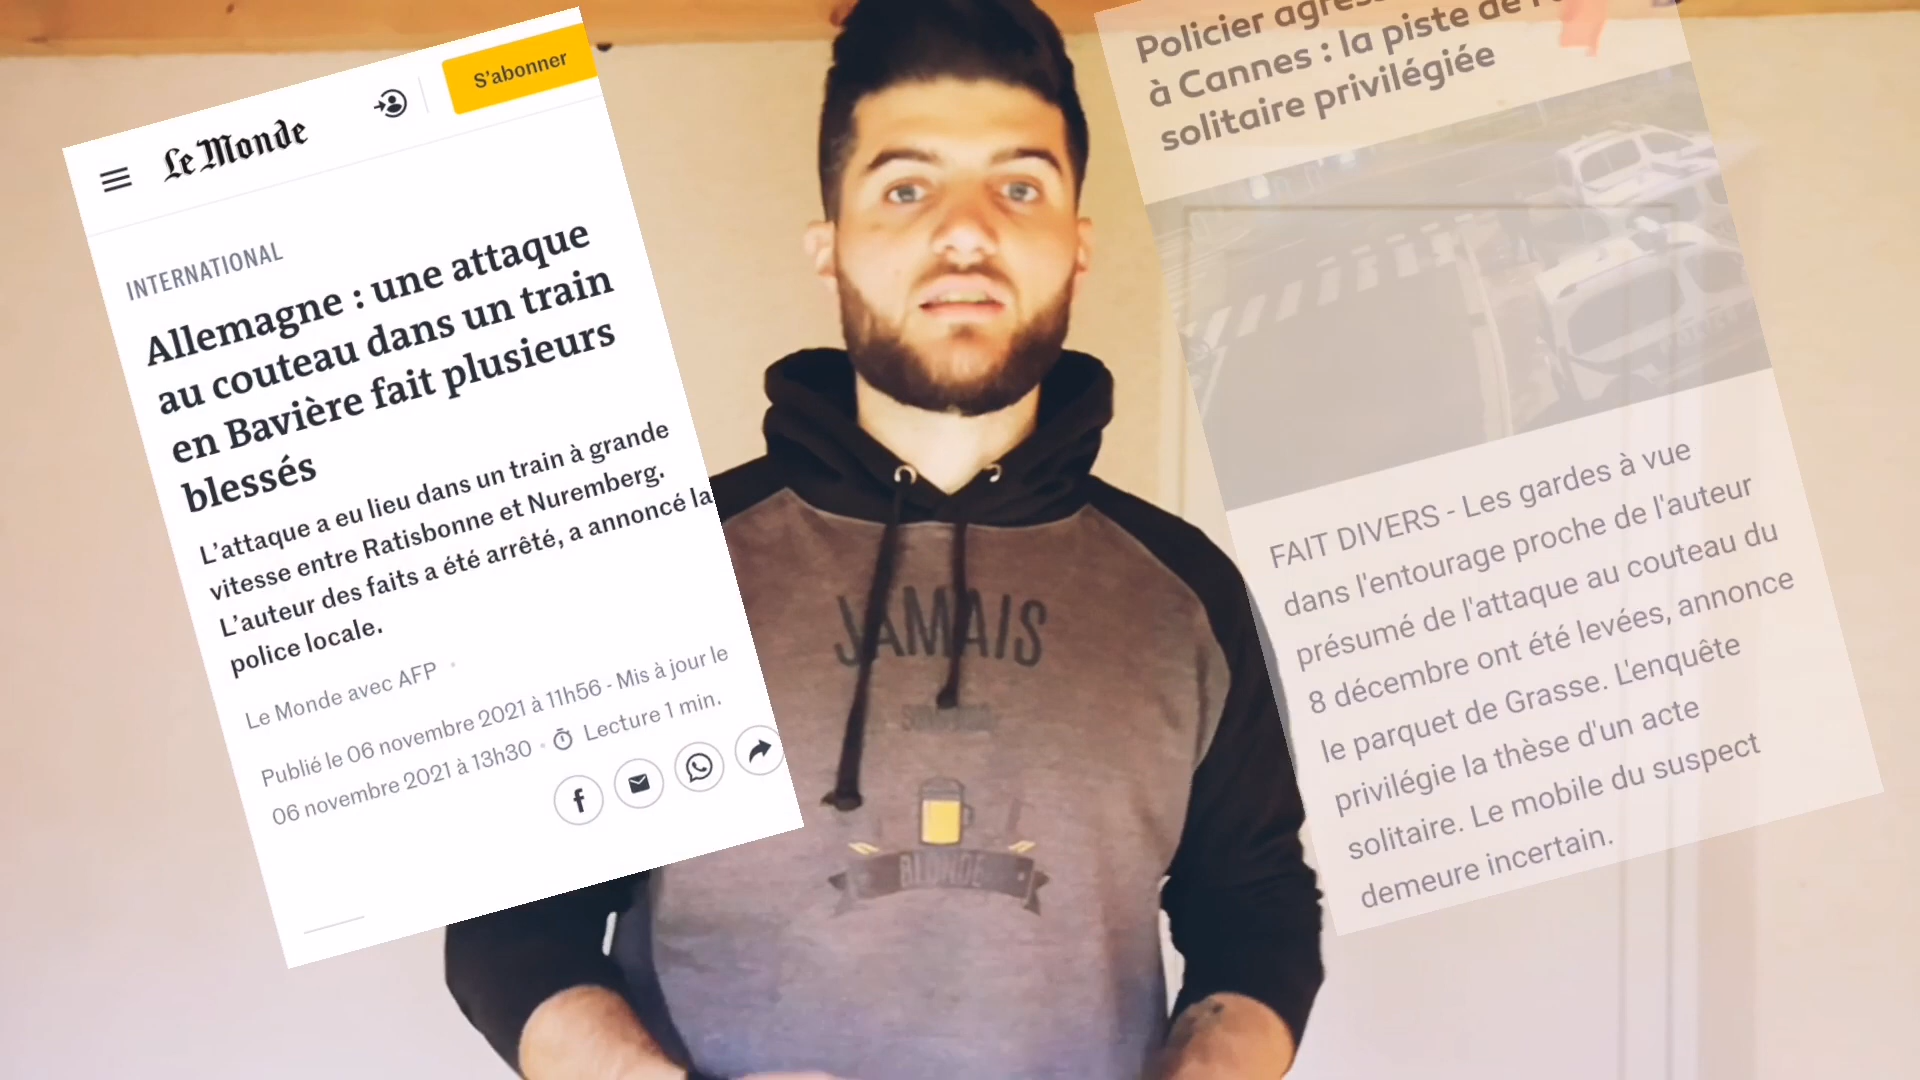 S'abonner
Le Monde
INTERNATIONAL
Allemagne : une attaque
au couteau dans un train
en Bavière fait plusieurs
blessés
L'attaque a eu lieu dans un train à grande
vitesse entre Ratisbonne et Nuremberg.
L'auteur des faits a été arrêté, a annoncé la
police locale.
Le Monde avec AFP
Publié le 06 novembre 2021 à 11h56 - Mis à jour le
06 novembre 2021 à 13h30 · Lecture 1 min.
JAMAIS
BLONDE
Policier
à Cannes : la piste de
solitaire privilégiée
FAIT DIVERS - Les gardes à vue
dans l'entourage proche de l'auteur
présumé de l'attaque au couteau du
8 décembre ont été levées, annonce
le parquet de Grasse. L'enquête
privilégie la thèse d'un acte
solitaire. Le mobile du suspect
demeure incertain.